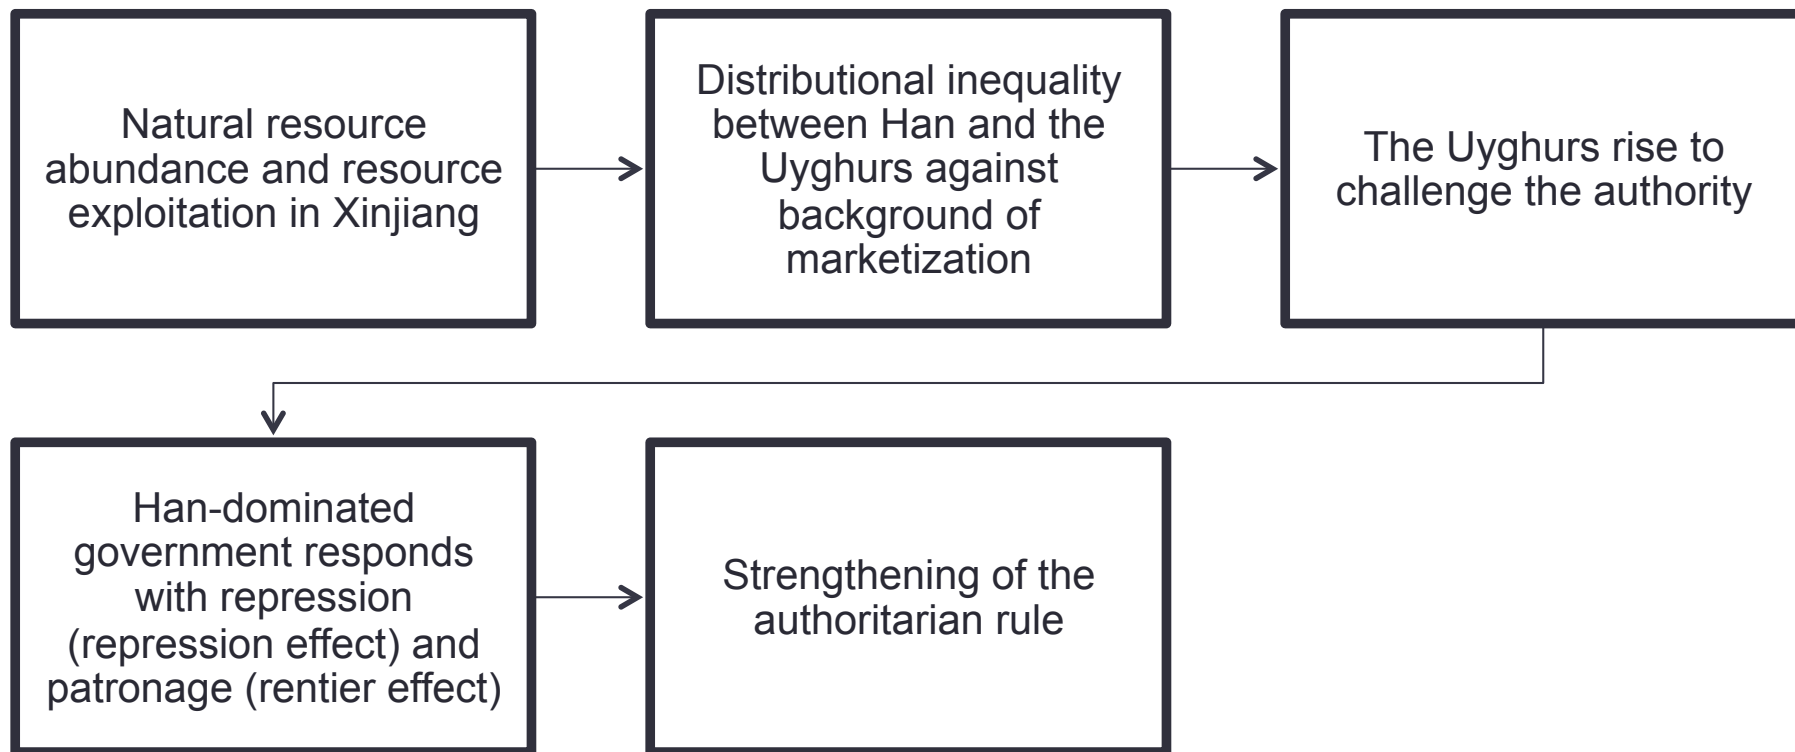 Natural resource
abundance and resource
exploitation in Xinjiang
Distributional inequality
between Han and the
Uyghurs against
background of
marketization
The Uyghurs rise to
challenge the authority
Han-dominated
government responds
with repression
(repression effect) and
patronage (rentier effect)
Strengthening of the
authoritarian rule